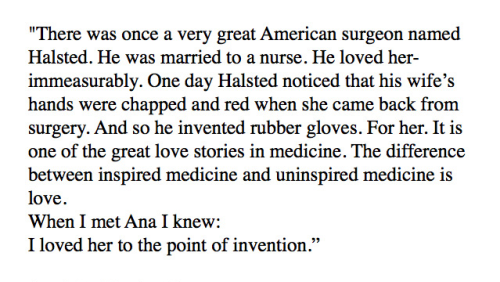 "There was once a very great American surgeon named
Halsted. He was married to a nurse. He loved her-
immeasurably. One day Halsted noticed that his wife’s
hands were chapped and red when she came back from
surgery. And so he invented rubber gloves. For her. It is
one of the great love stories in medicine. The difference
between inspired medicine and uninspired medicine is
love.
When I met Ana I knew:
I loved her to the point of invention.”